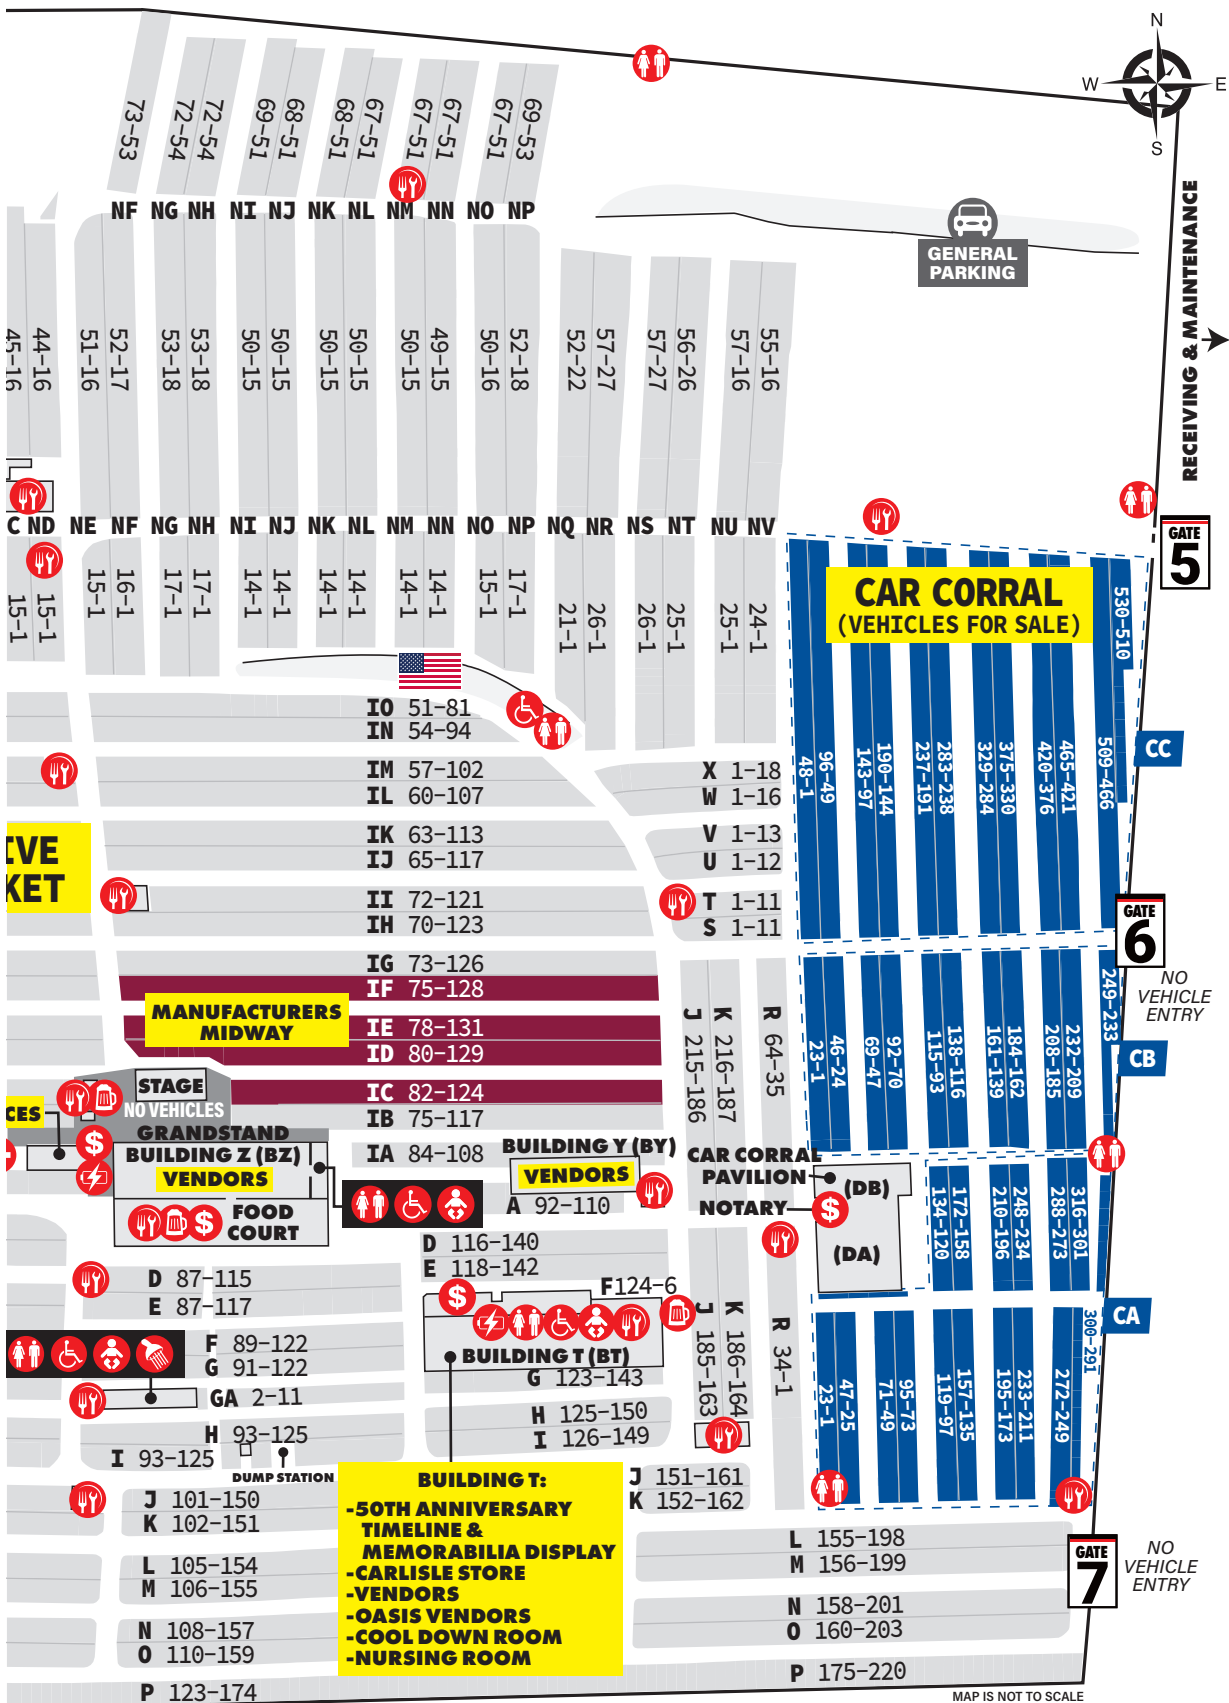 N
W
E
S
73-53
72-54
72-54
69-51
68-51
68-51
67-51
67-51
67-51
67-51
69-53
NF NG NH NI NJ NK NL NM NN NO NP
GENERAL
PARKING
RECEIVING & MAINTENANCE
45-16
44-16
51-16
52-17
53-18
53-18
50-15
50-15
50-15
50-15
50-15
49-15
50-16
52-18
52-22
57-27
57-27
56-26
57-16
55-16
C ND NE NF NG NH NI NJ NK NL NM NN NO NP NQ NR NS NT NU NV
GATE
5
15-1
15-1
15-1
16-1
17-1
17-1
14-1
14-1
14-1
14-1
14-1
14-1
15-1
17-1
21-1
26-1
26-1
25-1
25-1
24-1
CAR CORRAL
(VEHICLES FOR SALE)
530-510
48-1
96-49
143-97
190-144
237-191
283-238
329-284
375-330
420-376
465-421
509-466
CC
IO 51-81
IN 54-94
IM 57-102
IL 60-107
IK 63-113
IJ 65-117
II 72-121
IH 70-123
IG 73-126
IF 75-128
IE 78-131
ID 80-129
IC 82-124
IB 75-117
IA 84-108
X 1-18
W 1-16
V 1-13
U 1-12
T 1-11
S 1-11
IVE
KET
GATE
6
NO
VEHICLE
ENTRY
MANUFACTURERS
MIDWAY
J 215-186
K 216-187
R 64-35
23-1
46-24
69-47
92-70
115-93
138-116
161-139
184-162
208-185
232-209
249-233
CB
STAGE
NO VEHICLES
CES
GRANDSTAND
BUILDING Z (BZ)
VENDORS
FOOD
COURT
$
$
BUILDING Y (BY)
VENDORS
A 92-110
CAR CORRAL
PAVILION
NOTARY
$
(DB)
(DA)
134-120
172-158
210-196
248-234
288-273
316-301
D 116-140
E 118-142
F124-6
D 87-115
E 87-117
F 89-122
G 91-122
GA 2-11
H 93-125
I 93-125
DUMP STATION
$
BUILDING T (BT)
G 123-143
H 125-150
I 126-149
J 185-163
K 186-164
R 34-1
23-1
47-25
71-49
95-73
119-97
157-135
195-173
233-211
272-249
300-291
CA
J 151-161
K 152-162
J 101-150
K 102-151
L 105-154
M 106-155
N 108-157
O 110-159
P 123-174
BUILDING T:
-50TH ANNIVERSARY
TIMELINE &
MEMORABILIA DISPLAY
-CARLISLE STORE
-VENDORS
-OASIS VENDORS
-COOL DOWN ROOM
-NURSING ROOM
L 155-198
M 156-199
N 158-201
O 160-203
P 175-220
GATE
7
NO
VEHICLE
ENTRY
MAP IS NOT TO SCALE